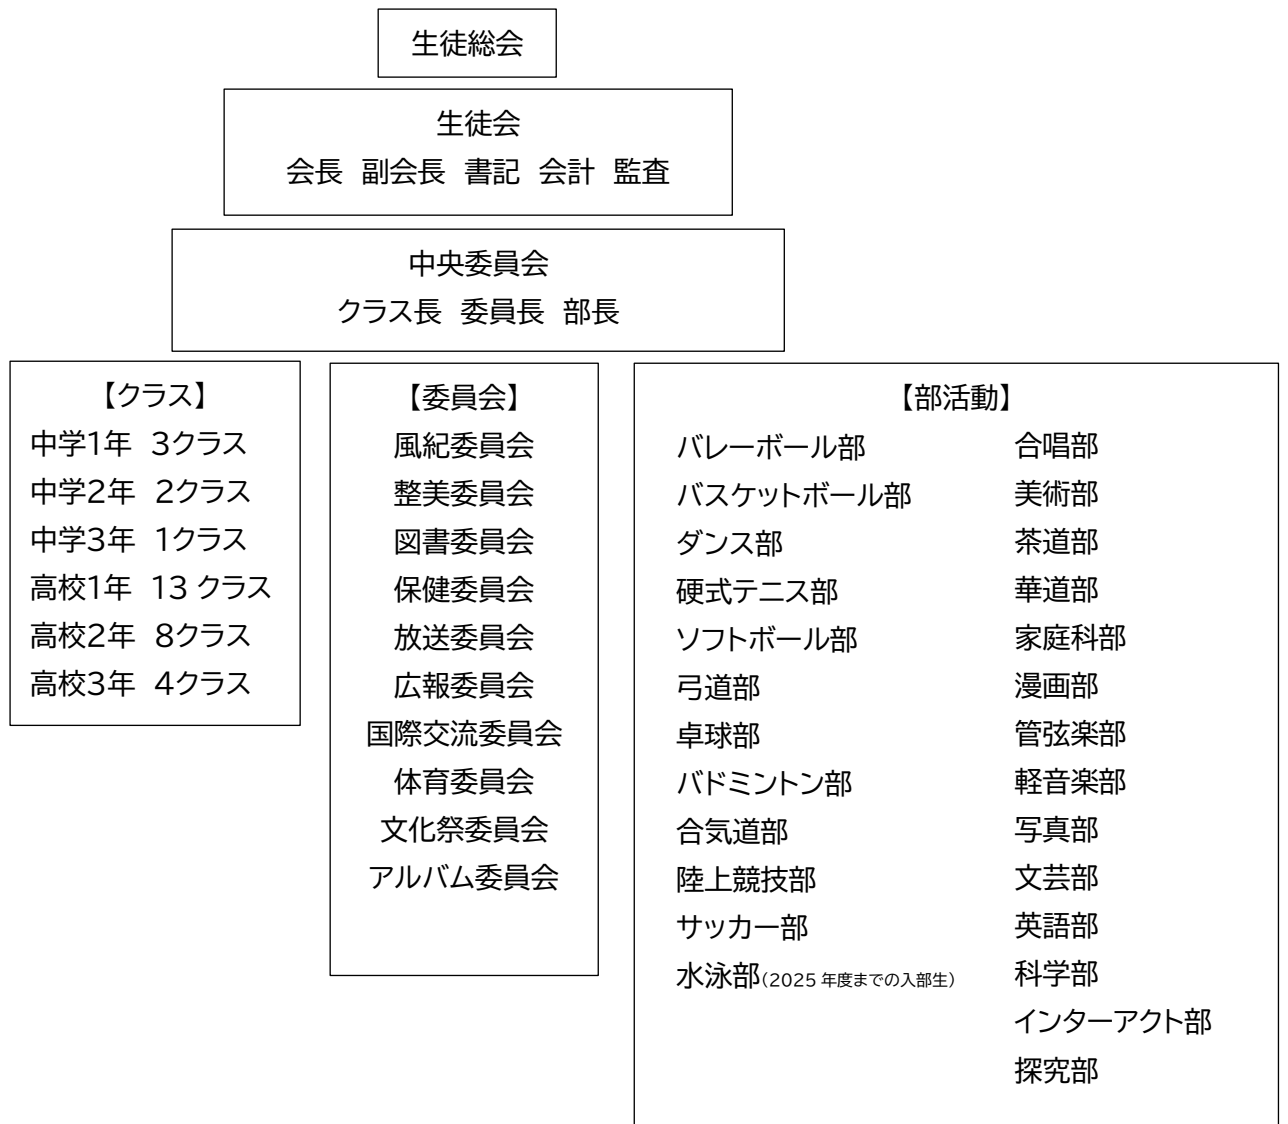 生徒総会
生徒会
会長 副会長 書記 会計 監査
中央委員会
クラス長 委員長 部長
【クラス】
中学1年 3クラス
中学2年 2クラス
中学3年 1クラス
高校1年 13 クラス
高校2年 8クラス
高校3年 4クラス
【委員会】
風紀委員会
整美委員会
図書委員会
保健委員会
放送委員会
広報委員会
国際交流委員会
体育委員会
文化祭委員会
アルバム委員会
【部活動】
バレーボール部
バスケットボール部
ダンス部
硬式テニス部
ソフトボール部
弓道部
卓球部
バドミントン部
合気道部
陸上競技部
サッカー部
水泳部(2025 年度までの入部生)
合唱部
美術部
茶道部
華道部
家庭科部
漫画部
管弦楽部
軽音楽部
写真部
文芸部
英語部
科学部
インターアクト部
探究部